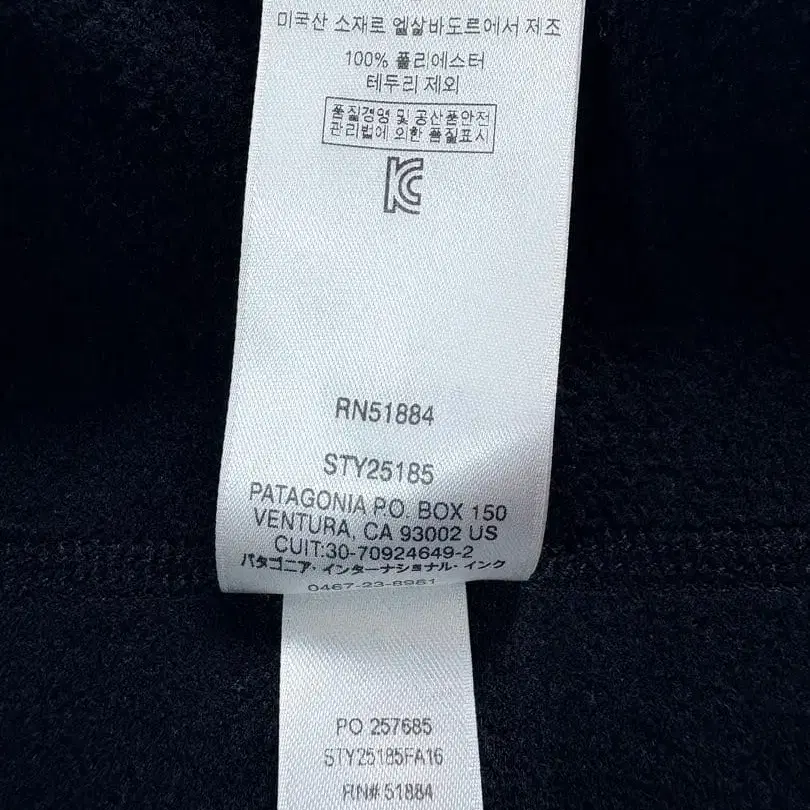 미국산 소재로 엘살바도르에서 제조
100% 폴리에스터
테두리 제외
품질경영 및 공산품안전
관리법에 의한 품질표시
RN51884
STY25185
PATAGONIA P.O. BOX 150
VENTURA, CA 93002 US
CUIT:30-70924649-2
パタゴニア・インターナショナル・インク
0467-23-8961
PO 257685
STY25185FA16
RN# 51884